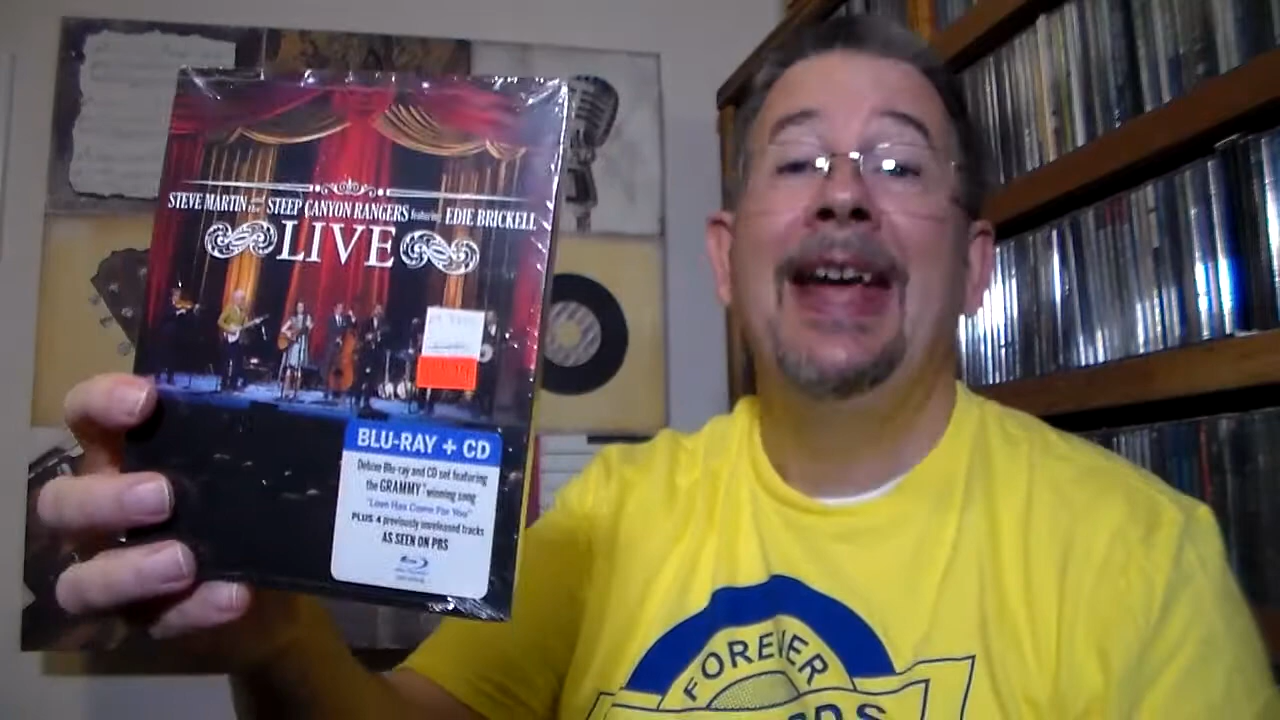 STEVE MARTIN and the STEEP CANYON RANGERS featuring EDIE BRICKELL
LIVE
BLU-RAY + CD
Deluxe Blu-ray and CD set featuring
the GRAMMY® winning song
"Love Has Come For You"
PLUS 4 previously unreleased tracks
AS SEEN ON PBS
FOREVER